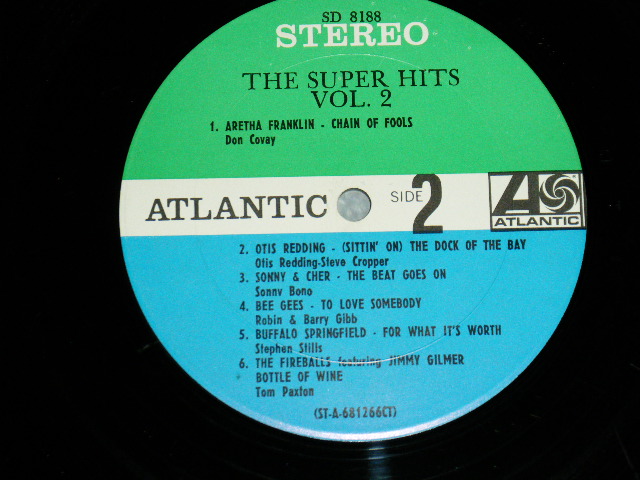 SD 8188
STEREO
THE SUPER HITS
VOL. 2
1. ARETHA FRANKLIN - CHAIN OF FOOLS
Don Covay
ATLANTIC
SIDE 2
ATLANTIC
2. OTIS REDDING - (SITTIN' ON) THE DOCK OF THE BAY
Otis Redding-Steve Cropper
3. SONNY & CHER - THE BEAT GOES ON
Sonny Bono
4. BEE GEES - TO LOVE SOMEBODY
Robin & Barry Gibb
5. BUFFALO SPRINGFIELD - FOR WHAT IT'S WORTH
Stephen Stills
6. THE FIREBALLS featuring JIMMY GILMER
BOTTLE OF WINE
Tom Paxton
(ST-A-681266CT)